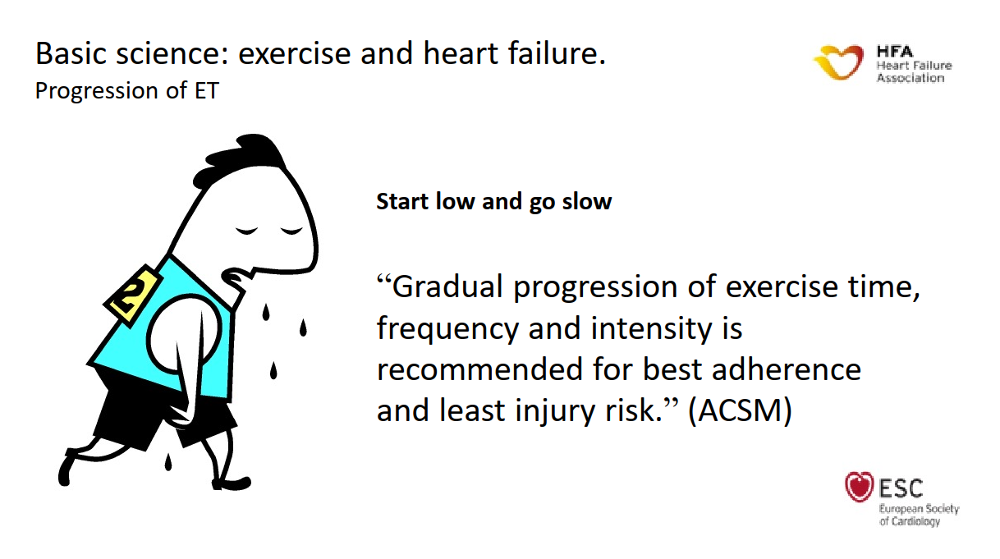 Basic science: exercise and heart failure.
Progression of ET
HFA
Heart Failure
Association
2
Start low and go slow
“Gradual progression of exercise time,
frequency and intensity is
recommended for best adherence
and least injury risk.” (ACSM)
ESC
European Society
of Cardiology